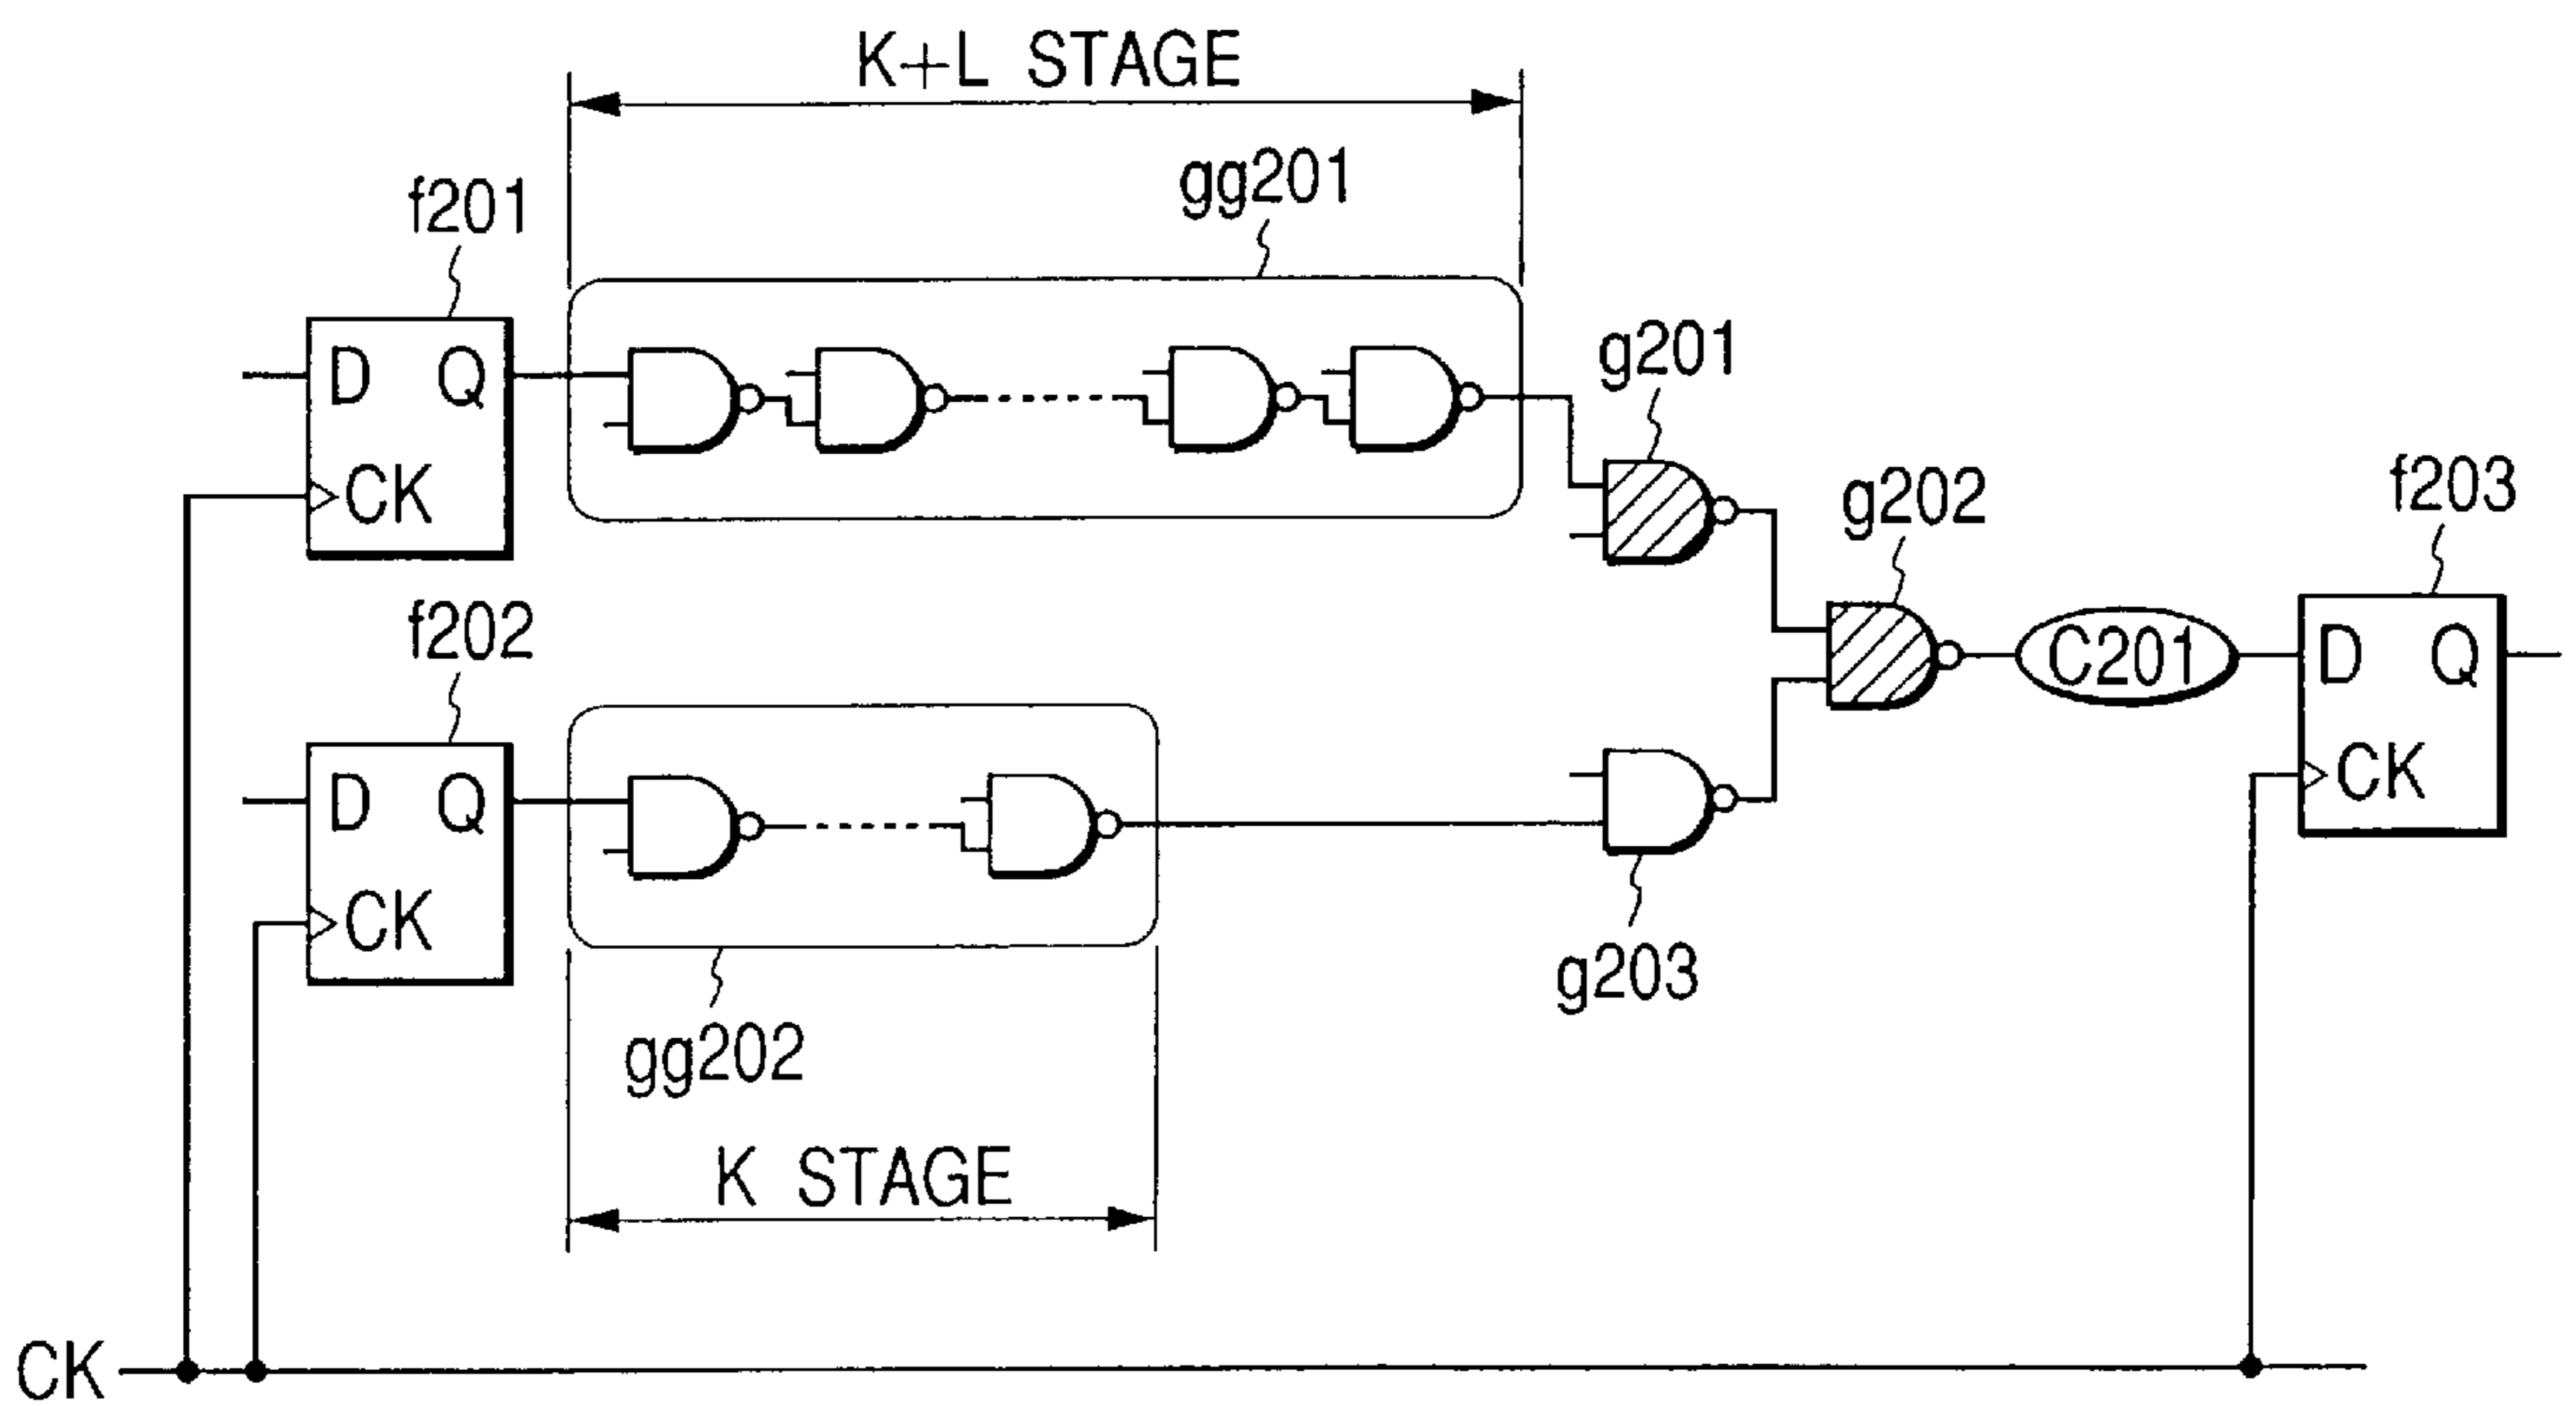 K+L STAGE
gg201
f201
D Q
CK
g201
g202
f203
f202
C201
D Q
CK
D Q
CK
g203
gg202
K STAGE
CK